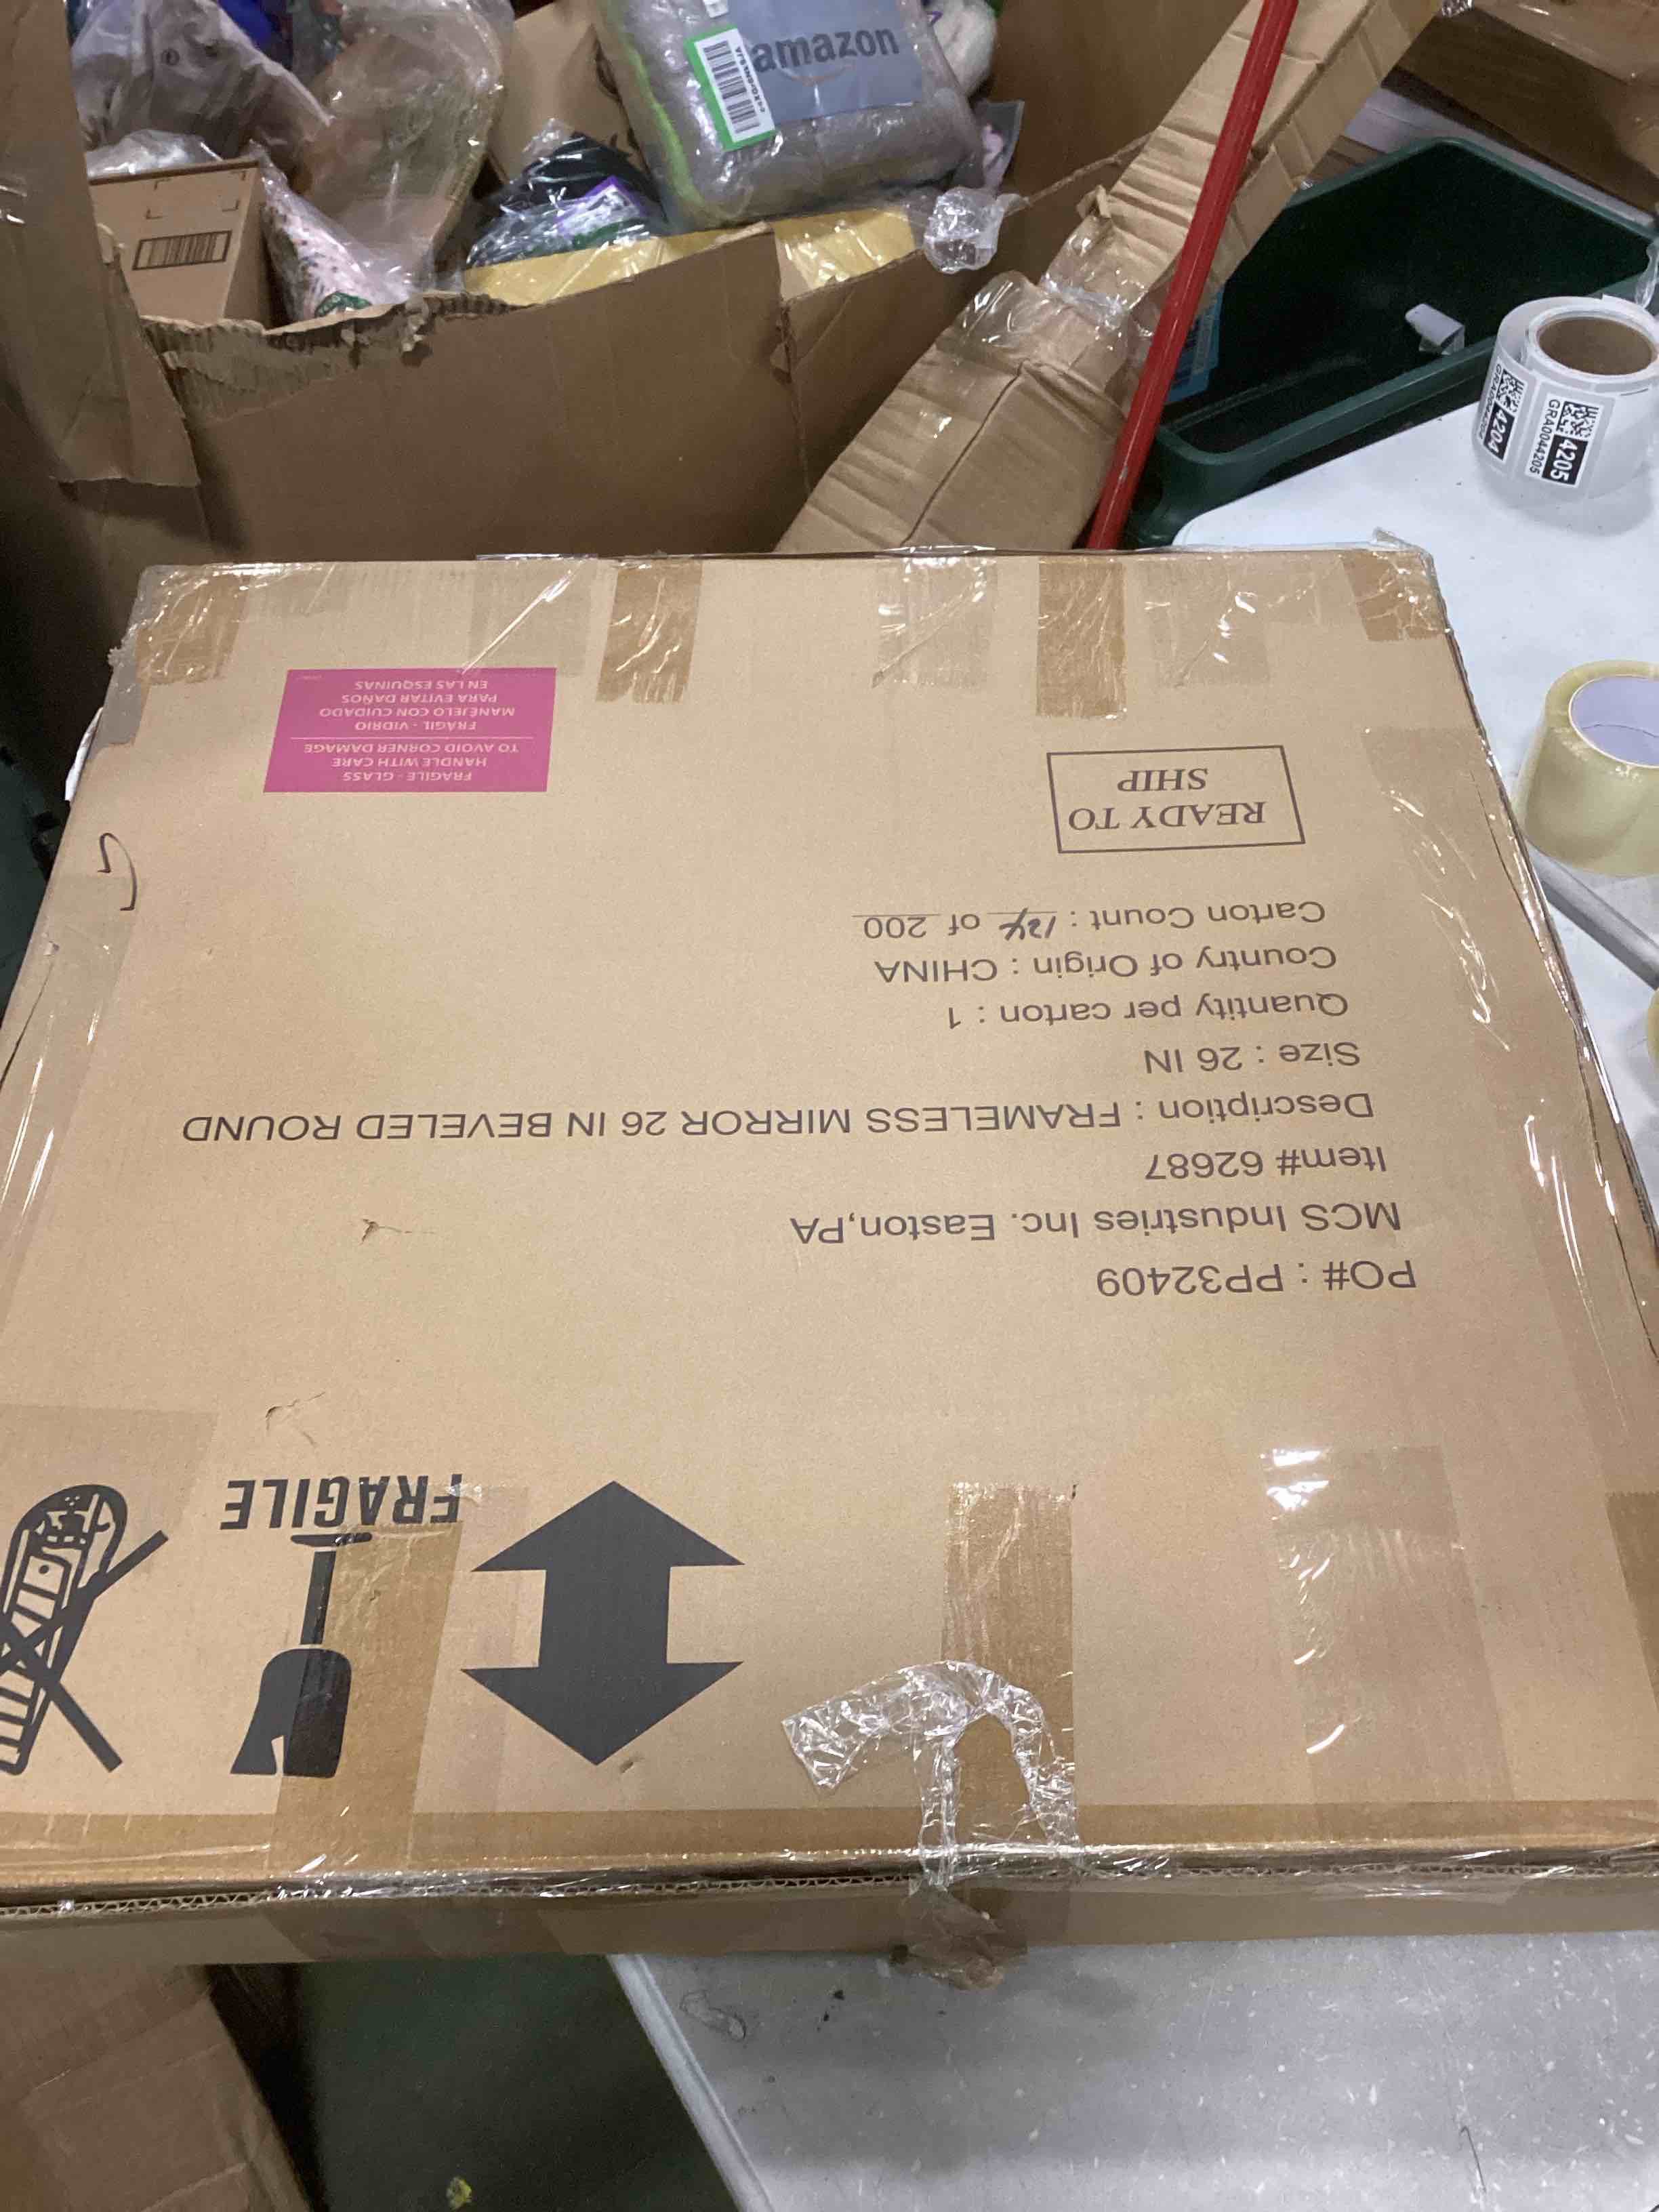 amazon
4204
GRA0044205
4205
FRAGILE
PO# : PP32409
MCS Industries Inc. Easton,PA
Item# 62687
Description : FRAMELESS MIRROR 26 IN BEVELED ROUND
Size : 26 IN
Quantity per carton : 1
Country of Origin : CHINA
Carton Count : of 200
READY TO
SHIP
FRAGILE - GLASS
HANDLE WITH CARE
TO AVOID CORNER DAMAGE
FRÁGIL - VIDRIO
MANÉJELO CON CUIDADO
PARA EVITAR DAÑOS
EN LAS ESQUINAS